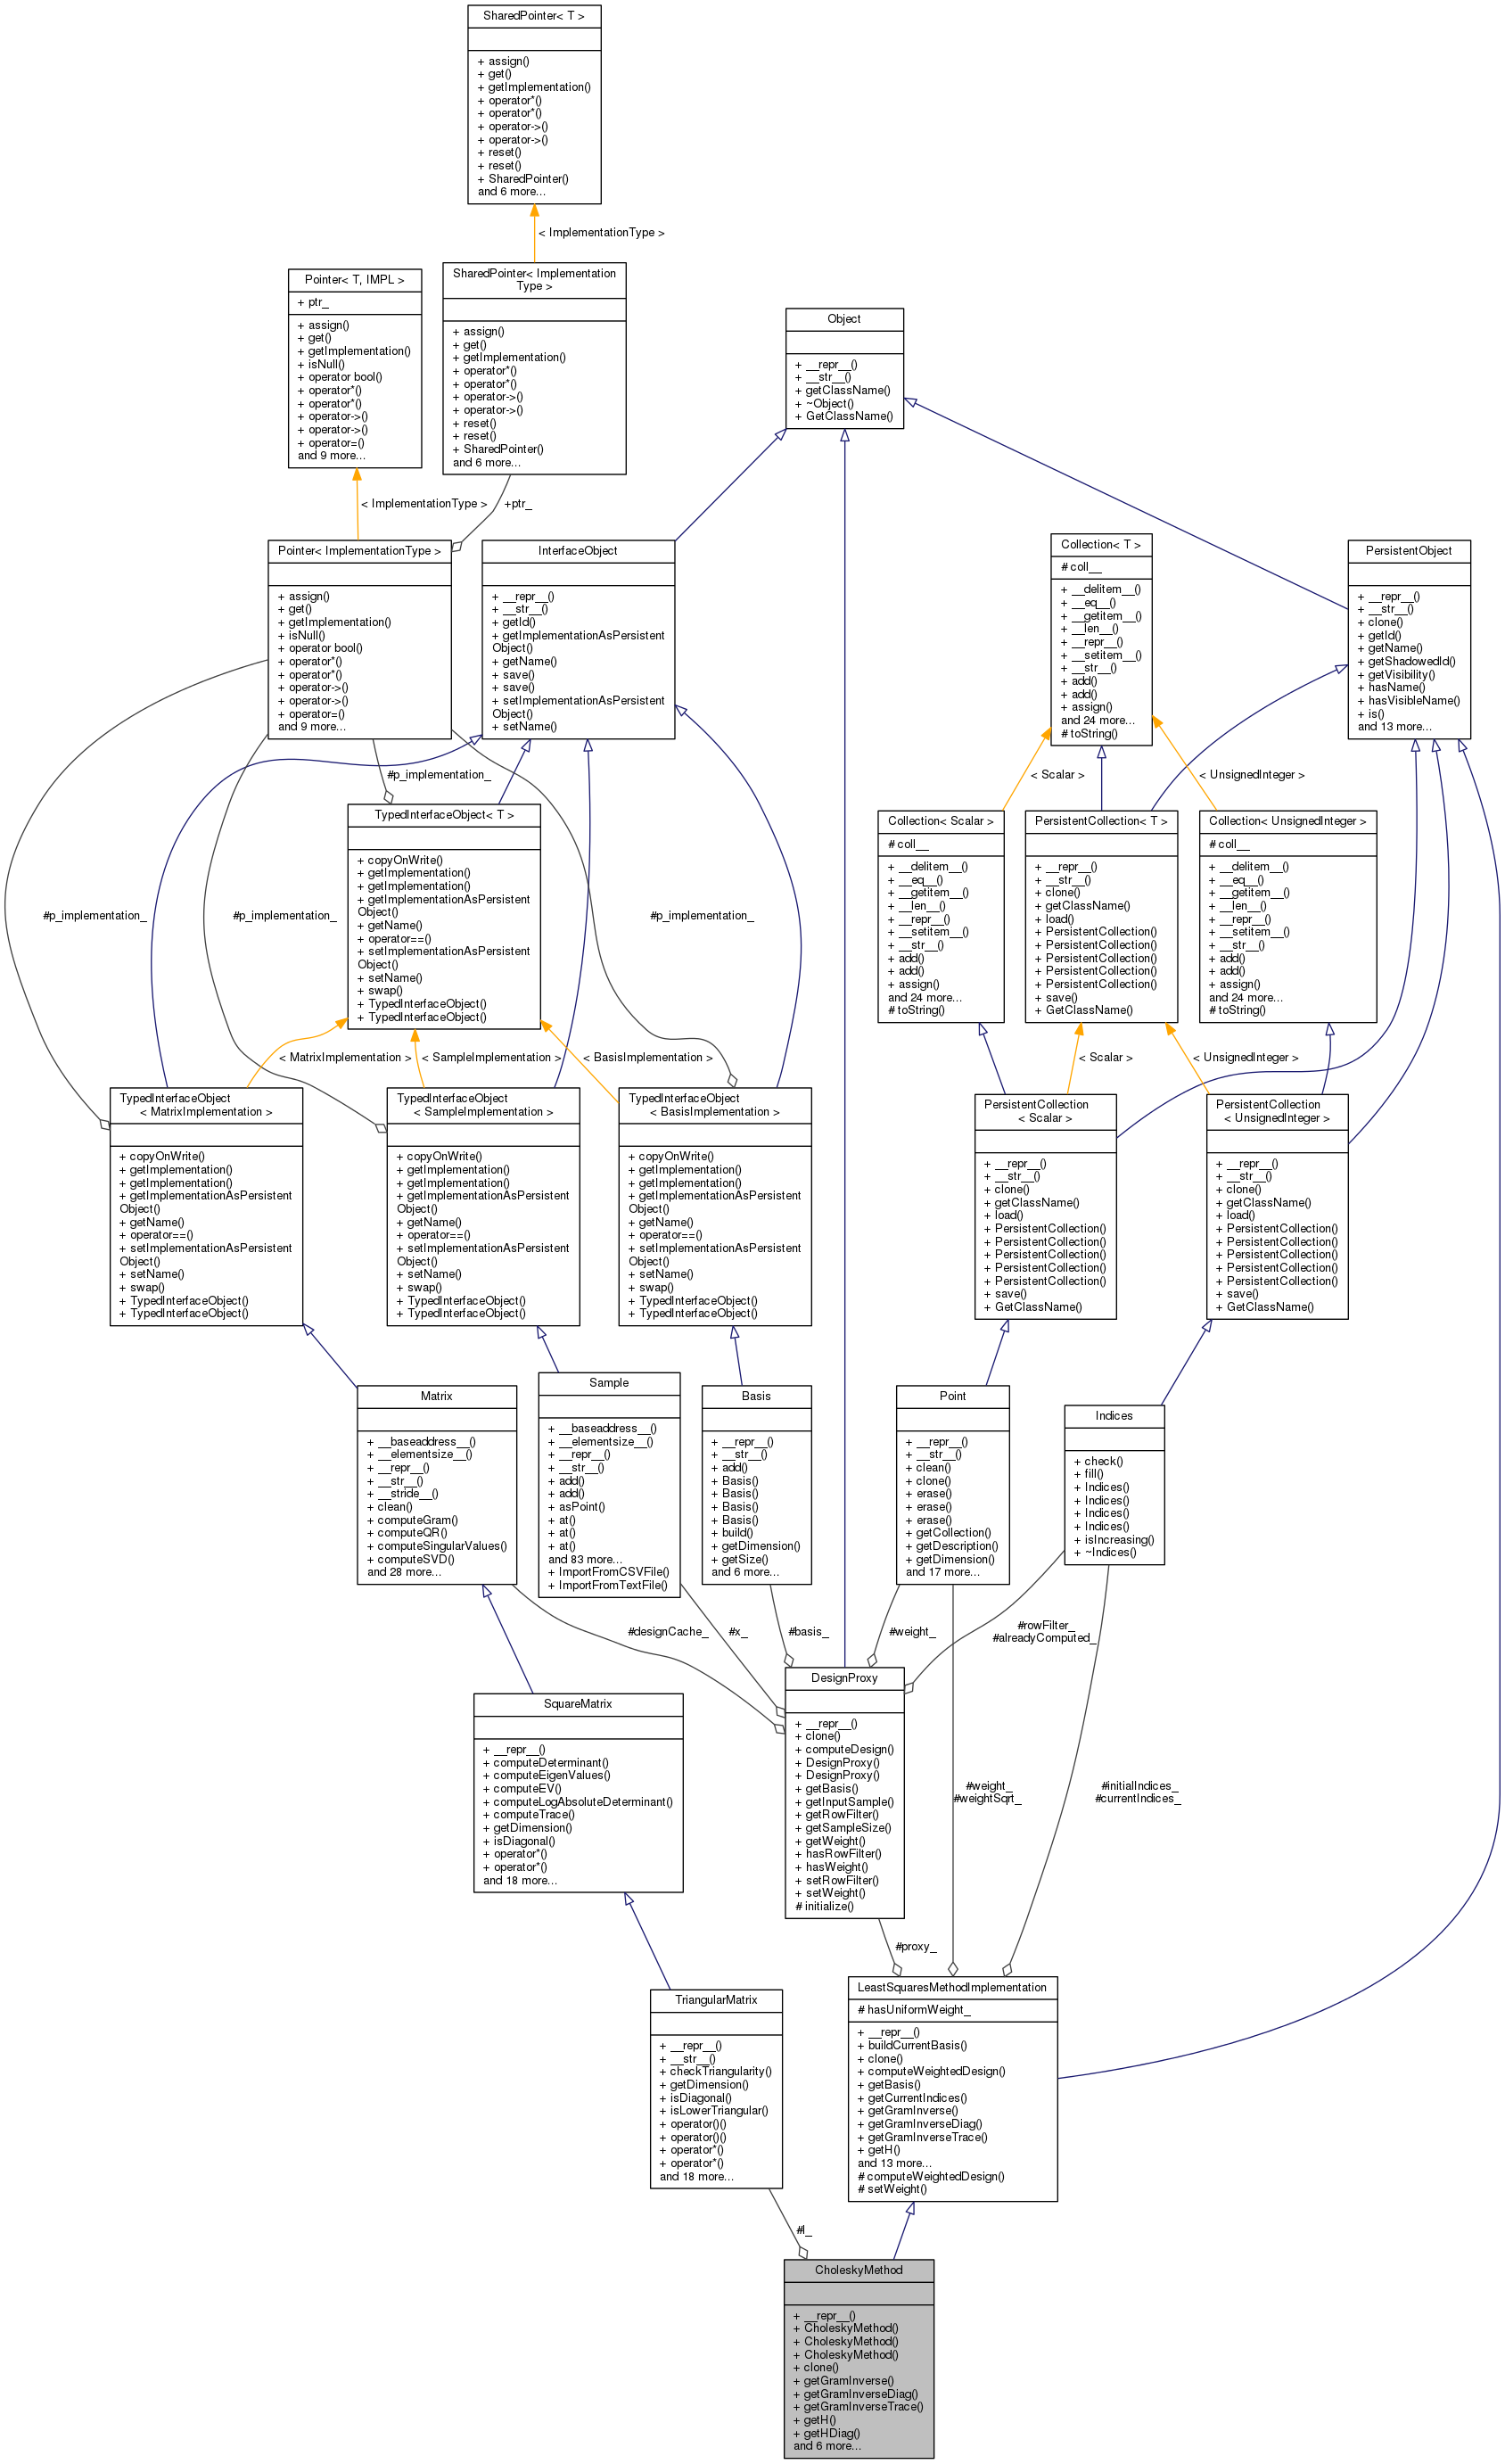 SharedPointer< T >
+ assign()
+ get()
+ getImplementation()
+ operator*()
+ operator*()
+ operator->()
+ operator->()
+ reset()
+ reset()
+ SharedPointer()
and 6 more...
< ImplementationType >
Pointer< T, IMPL >
+ ptr_
+ assign()
+ get()
+ getImplementation()
+ isNull()
+ operator bool()
+ operator*()
+ operator*()
+ operator->()
+ operator->()
+ operator=()
and 9 more...
SharedPointer< Implementation
Type >
+ assign()
+ get()
+ getImplementation()
+ operator*()
+ operator*()
+ operator->()
+ operator->()
+ reset()
+ reset()
+ SharedPointer()
and 6 more...
Object
+ __repr__()
+ __str__()
+ getClassName()
+ ~Object()
+ GetClassName()
< ImplementationType >
+ptr_
Pointer< ImplementationType >
+ assign()
+ get()
+ getImplementation()
+ isNull()
+ operator bool()
+ operator*()
+ operator*()
+ operator->()
+ operator->()
+ operator=()
and 9 more...
InterfaceObject
+ __repr__()
+ __str__()
+ getId()
+ getImplementationAsPersistent
Object()
+ getName()
+ save()
+ save()
+ setImplementationAsPersistent
Object()
+ setName()
Collection< T >
# coll__
+ __delitem__()
+ __eq__()
+ __getitem__()
+ __len__()
+ __repr__()
+ __setitem__()
+ __str__()
+ add()
+ add()
+ assign()
and 24 more...
# toString()
PersistentObject
+ __repr__()
+ __str__()
+ clone()
+ getId()
+ getName()
+ getShadowedId()
+ getVisibility()
+ hasName()
+ hasVisibleName()
+ is()
and 13 more...
#p_implementation_
< Scalar >
< UnsignedInteger >
TypedInterfaceObject< T >
+ copyOnWrite()
+ getImplementation()
+ getImplementation()
+ getImplementationAsPersistent
Object()
+ getName()
+ operator==()
+ setImplementationAsPersistent
Object()
+ setName()
+ swap()
+ TypedInterfaceObject()
+ TypedInterfaceObject()
Collection< Scalar >
# coll__
+ __delitem__()
+ __eq__()
+ __getitem__()
+ __len__()
+ __repr__()
+ __setitem__()
+ __str__()
+ add()
+ add()
+ assign()
and 24 more...
# toString()
PersistentCollection< T >
+ __repr__()
+ __str__()
+ clone()
+ getClassName()
+ load()
+ PersistentCollection()
+ PersistentCollection()
+ PersistentCollection()
+ PersistentCollection()
+ PersistentCollection()
+ save()
+ GetClassName()
Collection< UnsignedInteger >
# coll__
+ __delitem__()
+ __eq__()
+ __getitem__()
+ __len__()
+ __repr__()
+ __setitem__()
+ __str__()
+ add()
+ add()
+ assign()
and 24 more...
# toString()
#p_implementation_
#p_implementation_
#p_implementation_
< MatrixImplementation >
< SampleImplementation >
< BasisImplementation >
< Scalar >
< UnsignedInteger >
TypedInterfaceObject
< MatrixImplementation >
+ copyOnWrite()
+ getImplementation()
+ getImplementation()
+ getImplementationAsPersistent
Object()
+ getName()
+ operator==()
+ setImplementationAsPersistent
Object()
+ setName()
+ swap()
+ TypedInterfaceObject()
+ TypedInterfaceObject()
TypedInterfaceObject
< SampleImplementation >
+ copyOnWrite()
+ getImplementation()
+ getImplementation()
+ getImplementationAsPersistent
Object()
+ getName()
+ operator==()
+ setImplementationAsPersistent
Object()
+ setName()
+ swap()
+ TypedInterfaceObject()
+ TypedInterfaceObject()
TypedInterfaceObject
< BasisImplementation >
+ copyOnWrite()
+ getImplementation()
+ getImplementation()
+ getImplementationAsPersistent
Object()
+ getName()
+ operator==()
+ setImplementationAsPersistent
Object()
+ setName()
+ swap()
+ TypedInterfaceObject()
+ TypedInterfaceObject()
PersistentCollection
< Scalar >
+ __repr__()
+ __str__()
+ clone()
+ getClassName()
+ load()
+ PersistentCollection()
+ PersistentCollection()
+ PersistentCollection()
+ PersistentCollection()
+ PersistentCollection()
+ save()
+ GetClassName()
PersistentCollection
< UnsignedInteger >
+ __repr__()
+ __str__()
+ clone()
+ getClassName()
+ load()
+ PersistentCollection()
+ PersistentCollection()
+ PersistentCollection()
+ PersistentCollection()
+ PersistentCollection()
+ save()
+ GetClassName()
Matrix
+ __baseaddress__()
+ __elementsize__()
+ __repr__()
+ __str__()
+ __stride__()
+ clean()
+ computeGram()
+ computeQR()
+ computeSingularValues()
+ computeSVD()
and 28 more...
Sample
+ __baseaddress__()
+ __elementsize__()
+ __repr__()
+ __str__()
+ add()
+ add()
+ asPoint()
+ at()
+ at()
+ at()
and 83 more...
+ ImportFromCSVFile()
+ ImportFromTextFile()
Basis
+ __repr__()
+ __str__()
+ add()
+ Basis()
+ Basis()
+ Basis()
+ Basis()
+ build()
+ getDimension()
+ getSize()
and 6 more...
Point
+ __repr__()
+ __str__()
+ clean()
+ clone()
+ erase()
+ erase()
+ erase()
+ getCollection()
+ getDescription()
+ getDimension()
and 17 more...
Indices
+ check()
+ fill()
+ Indices()
+ Indices()
+ Indices()
+ Indices()
+ isIncreasing()
+ ~Indices()
#designCache_
#x_
#basis_
#weight_
#rowFilter_
#alreadyComputed_
DesignProxy
+ __repr__()
+ clone()
+ computeDesign()
+ DesignProxy()
+ DesignProxy()
+ getBasis()
+ getInputSample()
+ getRowFilter()
+ getSampleSize()
+ getWeight()
+ hasRowFilter()
+ hasWeight()
+ setRowFilter()
+ setWeight()
# initialize()
SquareMatrix
+ __repr__()
+ computeDeterminant()
+ computeEigenValues()
+ computeEV()
+ computeLogAbsoluteDeterminant()
+ computeTrace()
+ getDimension()
+ isDiagonal()
+ operator*()
+ operator*()
and 18 more...
#weight_
#weightSqrt_
#initialIndices_
#currentIndices_
#proxy_
TriangularMatrix
+ __repr__()
+ __str__()
+ checkTriangularity()
+ getDimension()
+ isDiagonal()
+ isLowerTriangular()
+ operator()()
+ operator()()
+ operator*()
+ operator*()
and 18 more...
LeastSquaresMethodImplementation
# hasUniformWeight_
+ __repr__()
+ buildCurrentBasis()
+ clone()
+ computeWeightedDesign()
+ getBasis()
+ getCurrentIndices()
+ getGramInverse()
+ getGramInverseDiag()
+ getGramInverseTrace()
+ getH()
and 13 more...
# computeWeightedDesign()
# setWeight()
#l_
CholeskyMethod
+ __repr__()
+ CholeskyMethod()
+ CholeskyMethod()
+ CholeskyMethod()
+ clone()
+ getGramInverse()
+ getGramInverseDiag()
+ getGramInverseTrace()
+ getH()
+ getHDiag()
and 6 more...